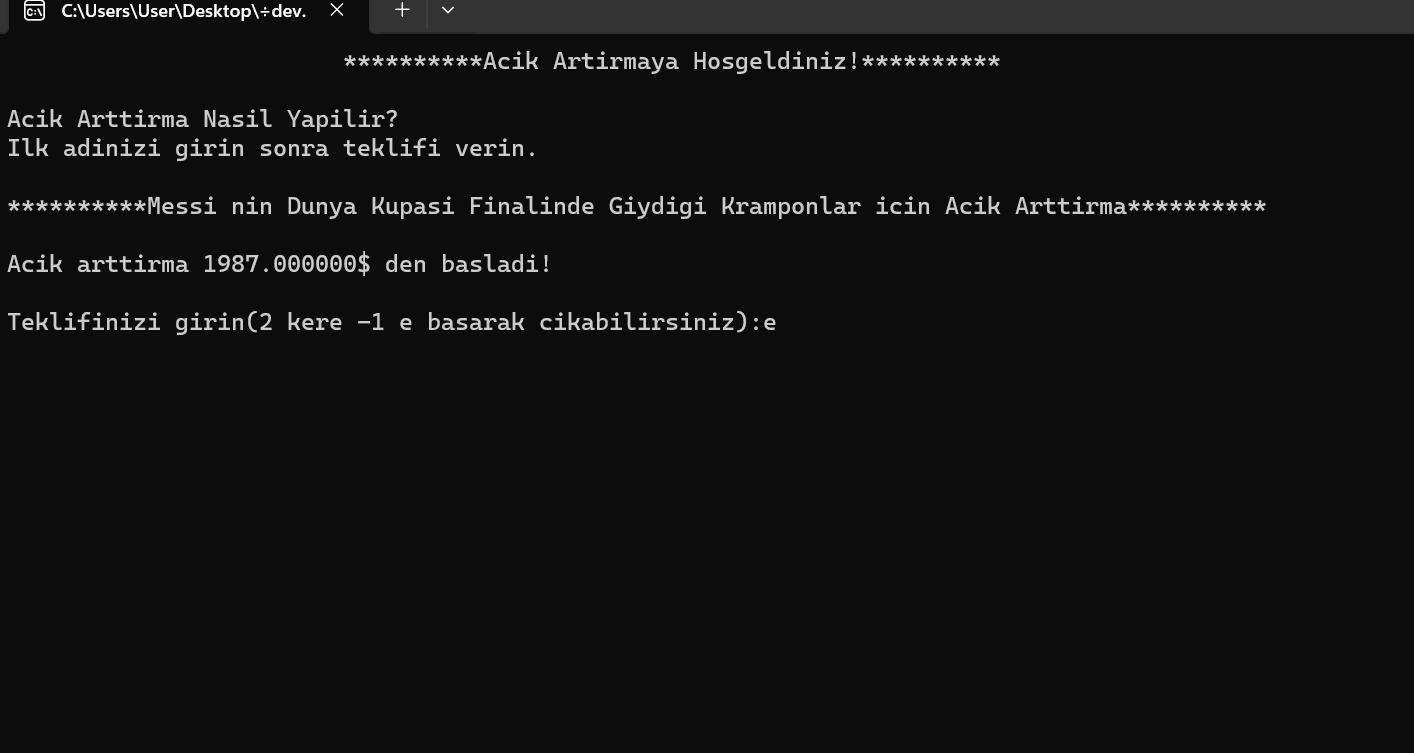 C:\Users\User\Desktop\÷dev.
**********Acik Artirmaya Hosgeldiniz!**********
Acik Arttirma Nasil Yapilir?
Ilk adinizi girin sonra teklifi verin.
**********Messi nin Dunya Kupasi Finalinde Giydigi Kramponlar icin Acik Arttirma**********
Acik arttirma 1987.000000$ den basladi!
Teklifinizi girin(2 kere -1 e basarak cikabilirsiniz):e